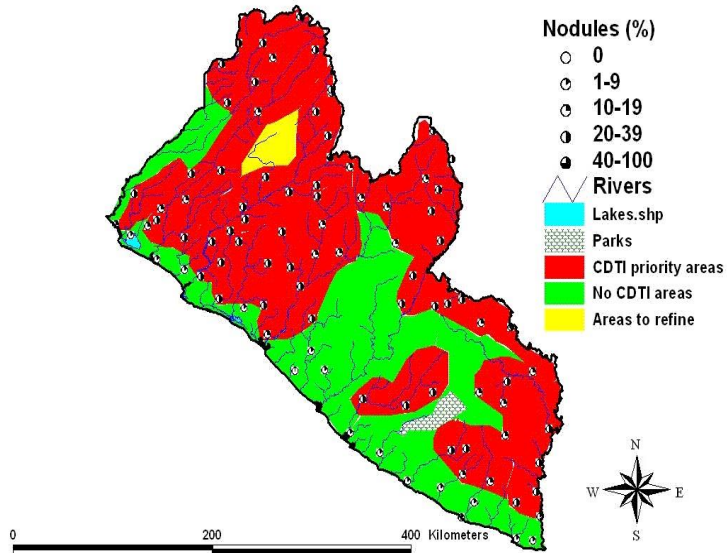 Nodules (%)
0
1-9
10-19
20-39
40-100
Rivers
Lakes.shp
Parks
CDTI priority areas
No CDTI areas
Areas to refine
N
W E
S
0 200 400 Kilometers